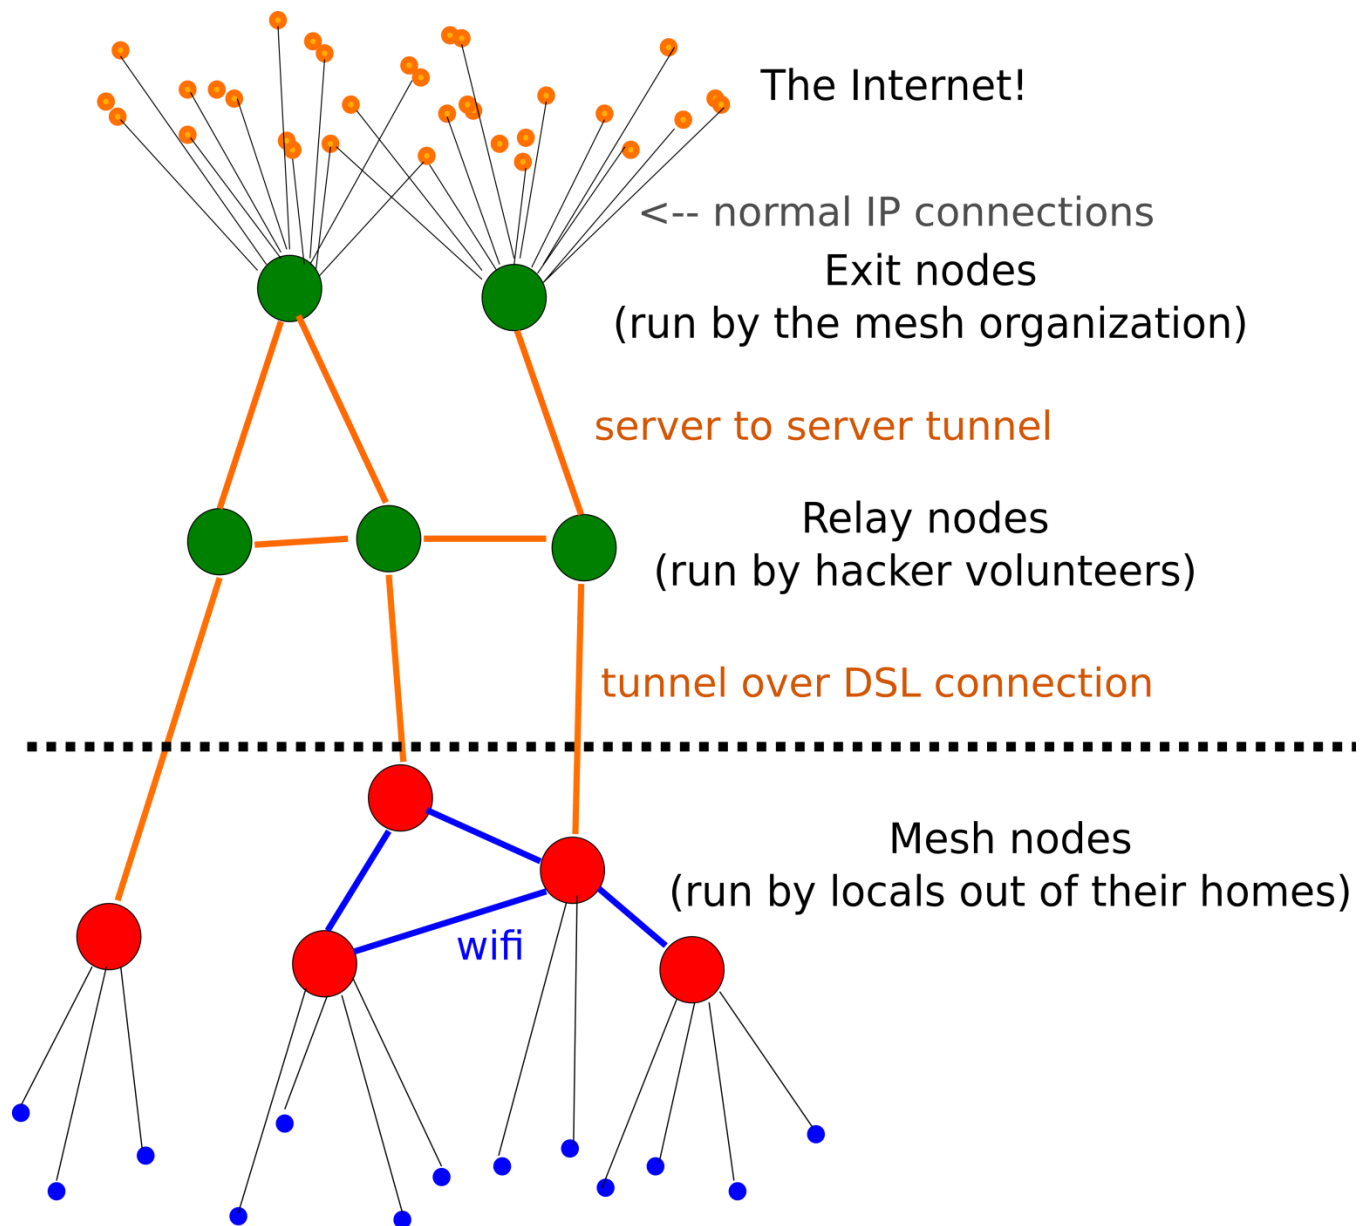 The Internet!
<-- normal IP connections
Exit nodes
(run by the mesh organization)
server to server tunnel
Relay nodes
(run by hacker volunteers)
tunnel over DSL connection
Mesh nodes
(run by locals out of their homes)
wifi